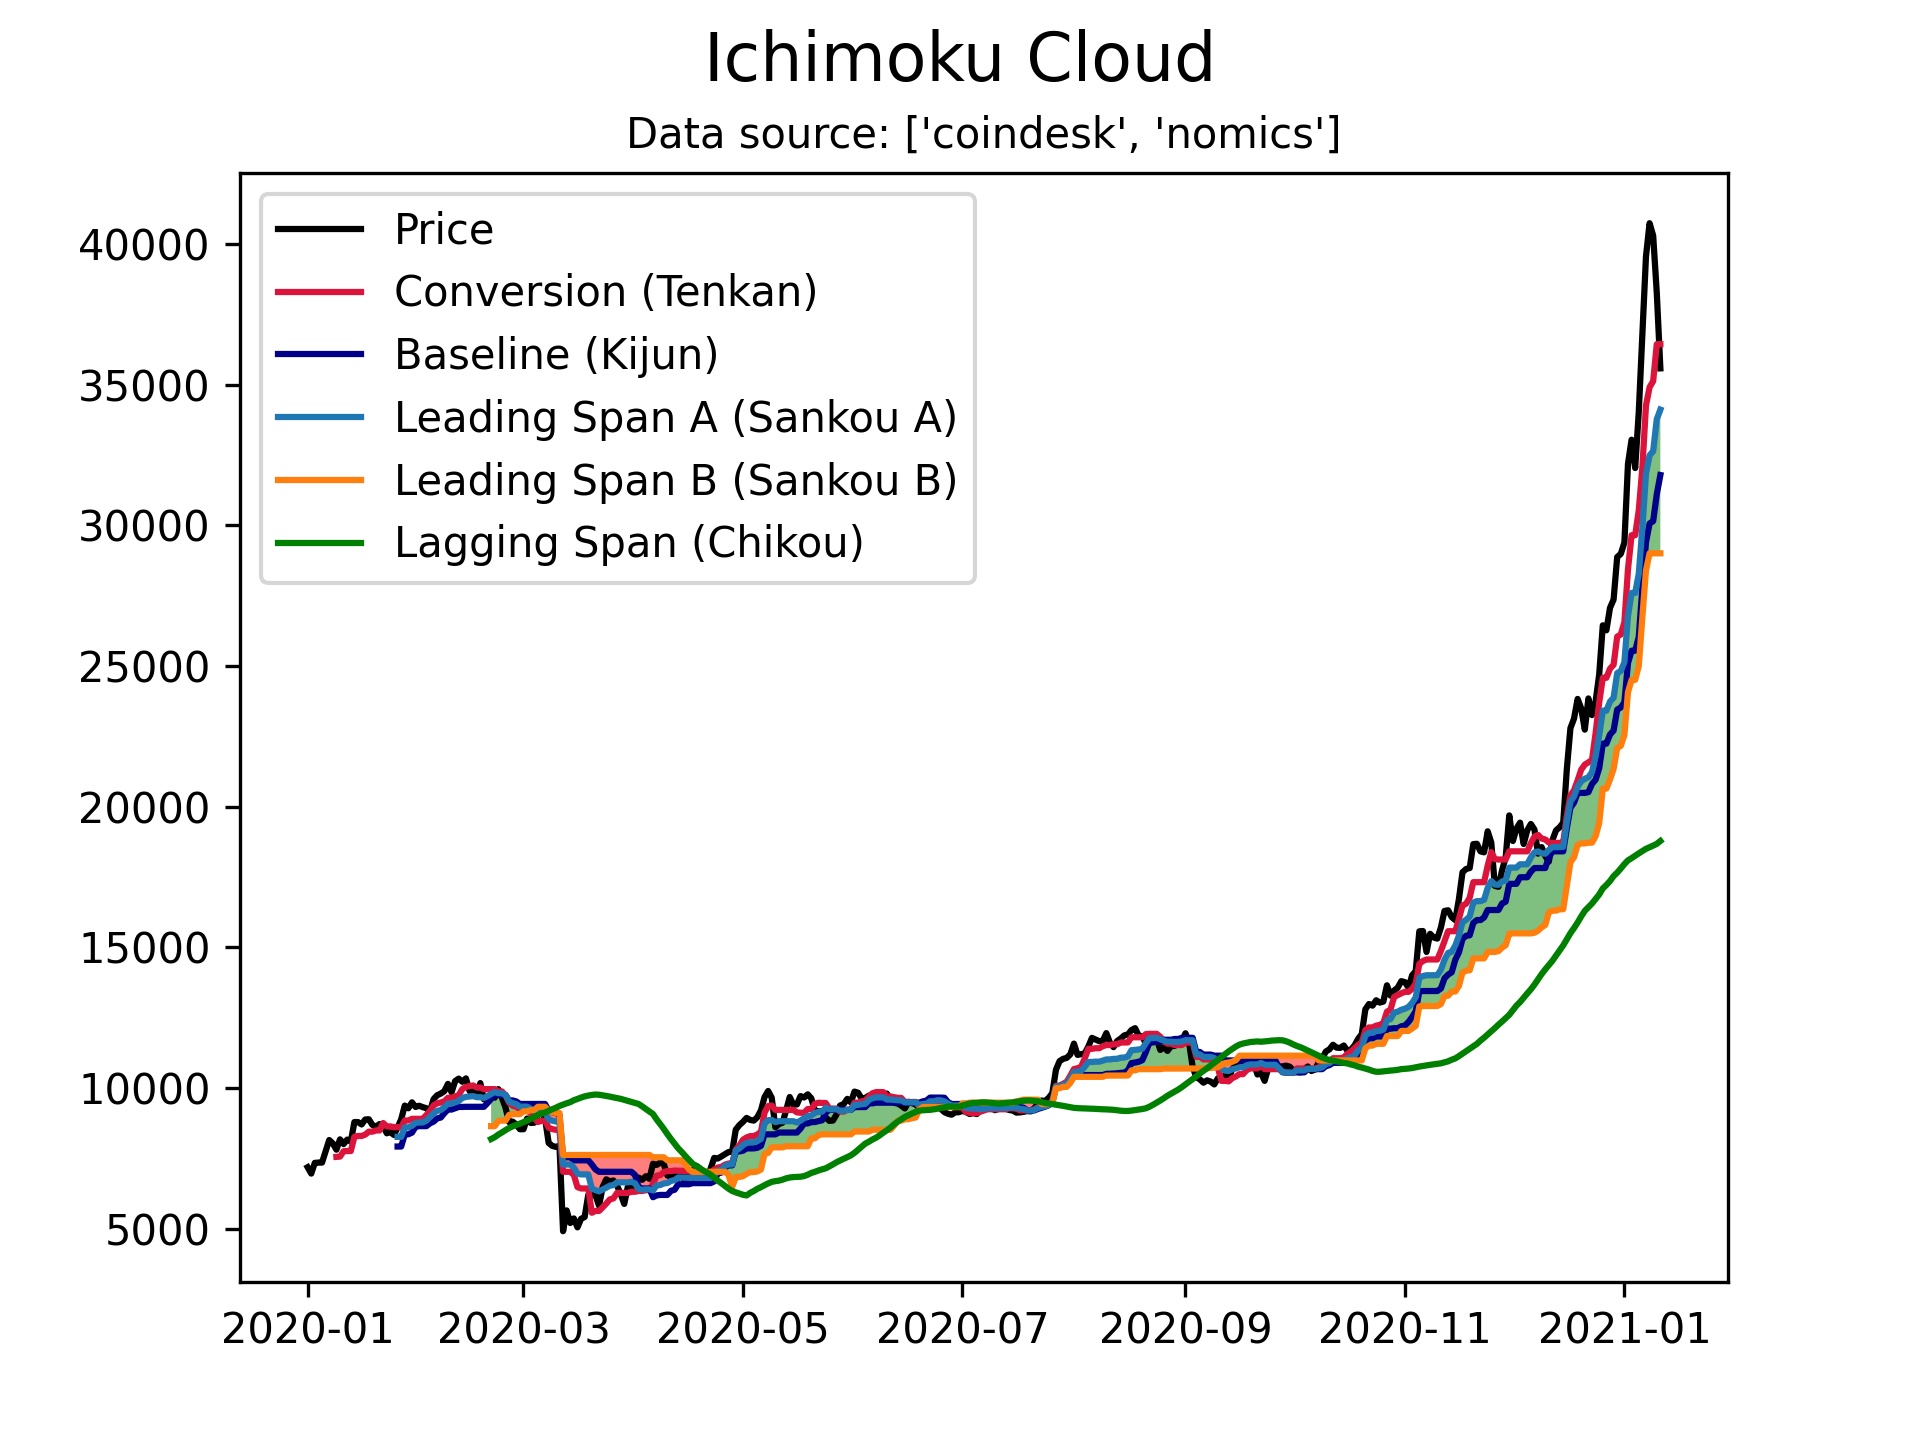 Ichimoku Cloud
Data source: ['coindesk', 'nomics']
Price
Conversion (Tenkan)
Baseline (Kijun)
Leading Span A (Sankou A)
Leading Span B (Sankou B)
Lagging Span (Chikou)
40000
35000
30000
25000
20000
15000
10000
5000
2020-01 2020-03 2020-05 2020-07 2020-09 2020-11 2021-01